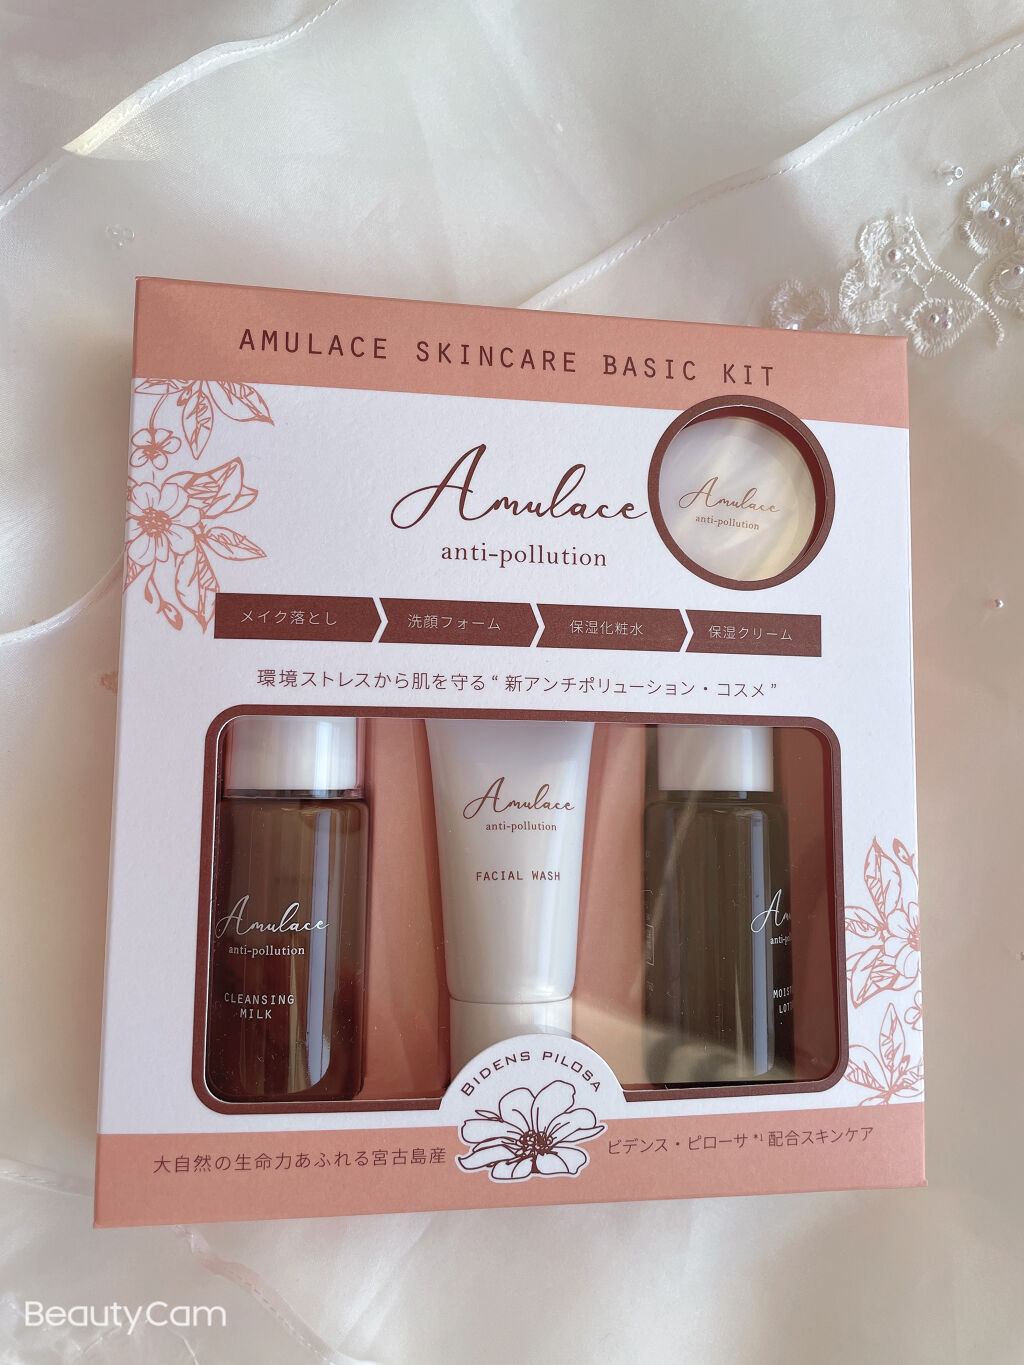 AMULACE SKINCARE BASIC KIT
Amulace
anti-pollution
Amulace
anti-pollution
メイク落とし 洗顔フォーム 保湿化粧水 保湿クリーム
環境ストレスから肌を守る“新アンチポリューション・コスメ”
Amulace
anti-pollution
CLEANSING
MILK
Amulace
anti-pollution
FACIAL WASH
BIDENS PILOSA
大自然の生命力あふれる宮古島産
ビデンス・ピローサ*1配合スキンケア
BeautyCam